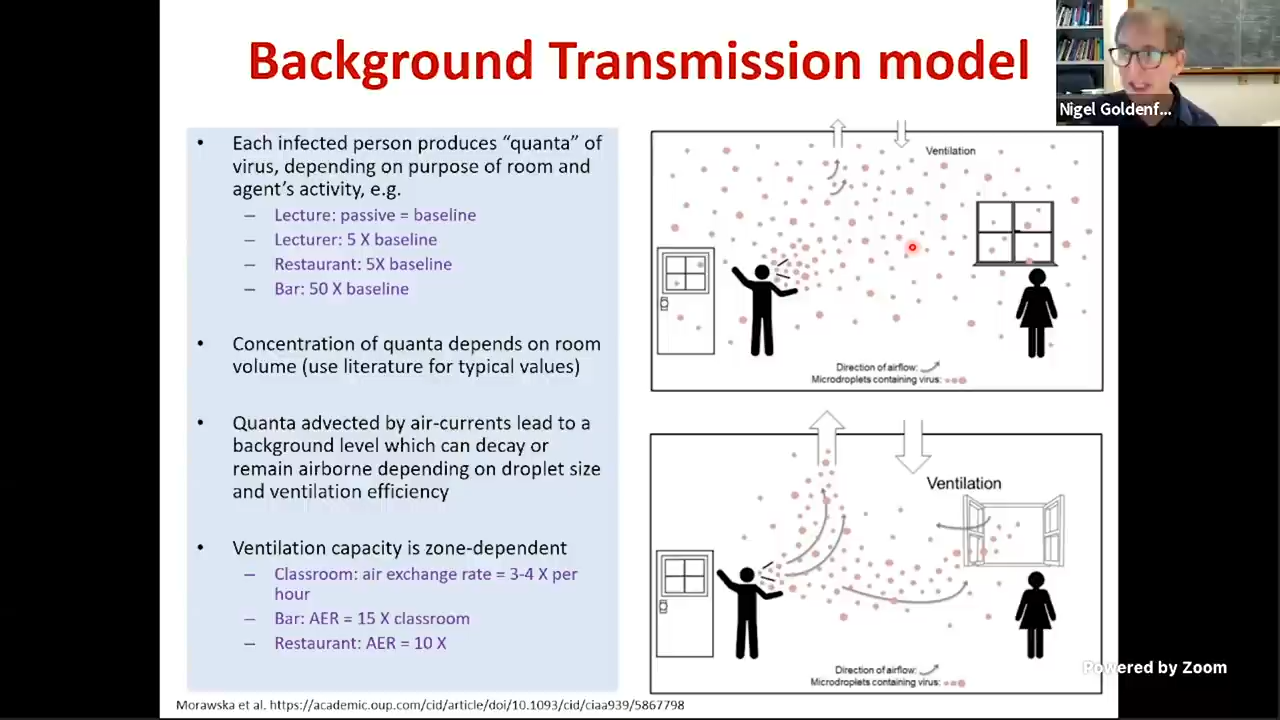 Background Transmission model
Nigel Goldenf...
• Each infected person produces “quanta” of
virus, depending on purpose of room and
agent’s activity, e.g.
– Lecture: passive = baseline
– Lecturer: 5 X baseline
– Restaurant: 5X baseline
– Bar: 50 X baseline
• Concentration of quanta depends on room
volume (use literature for typical values)
• Quanta advected by air-currents lead to a
background level which can decay or
remain airborne depending on droplet size
and ventilation efficiency
• Ventilation capacity is zone-dependent
– Classroom: air exchange rate = 3-4 X per
hour
– Bar: AER = 15 X classroom
– Restaurant: AER = 10 X
Ventilation
Direction of airflow:
Microdroplets containing virus:
Ventilation
Direction of airflow:
Microdroplets containing virus:
Powered by Zoom
Morawska et al. https://academic.oup.com/cid/article/doi/10.1093/cid/ciaa939/5867798